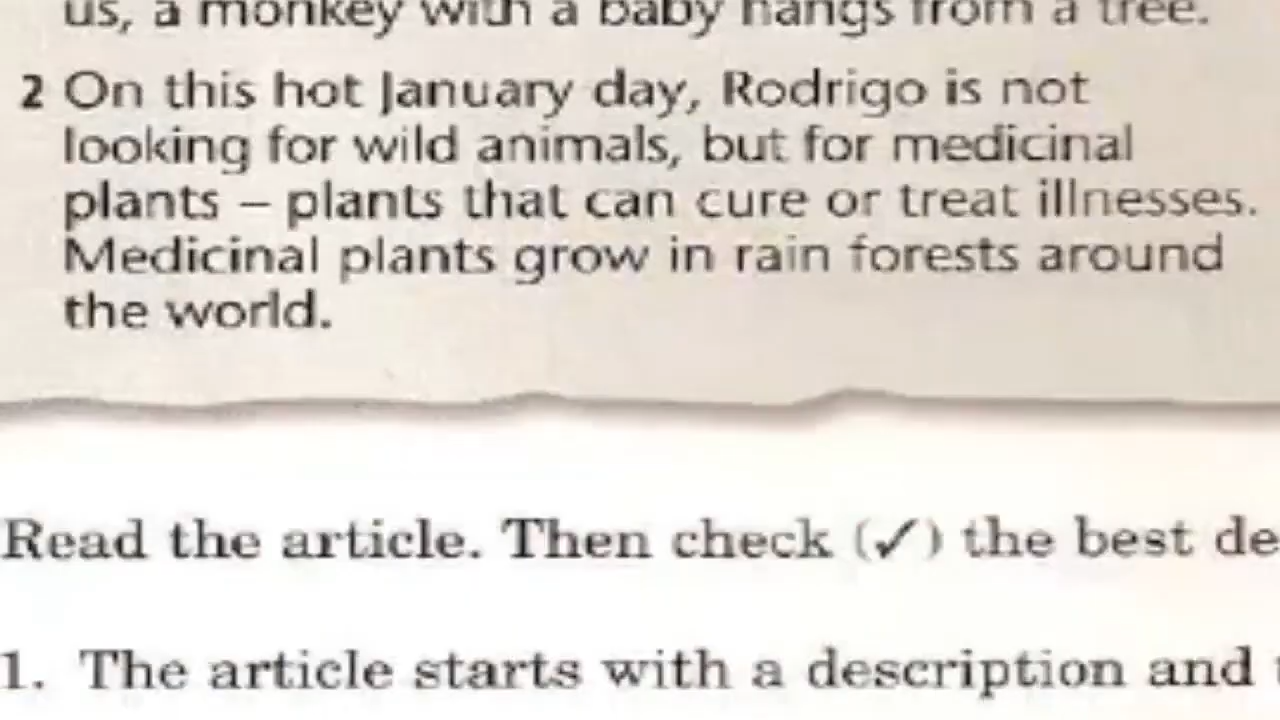 us, a monkey with a baby hangs from a tree.
2 On this hot January day, Rodrigo is not
looking for wild animals, but for medicinal
plants – plants that can cure or treat illnesses.
Medicinal plants grow in rain forests around
the world.
Read the article. Then check (✓) the best
1. The article starts with a description and